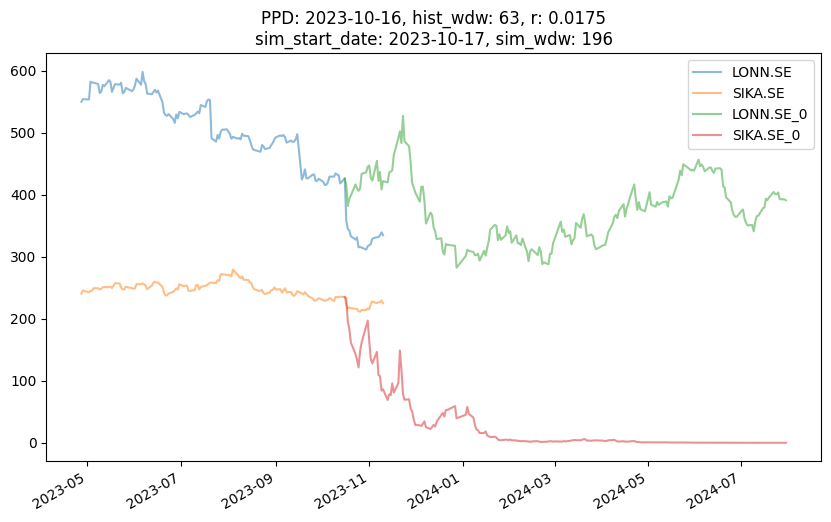 PPD: 2023-10-16, hist_wdw: 63, r: 0.0175
sim_start_date: 2023-10-17, sim_wdw: 196
LONN.SE
SIKA.SE
LONN.SE_0
SIKA.SE_0
600
500
400
300
200
100
0
2023-05
2023-07
2023-09
2023-11
2024-01
2024-03
2024-05
2024-07